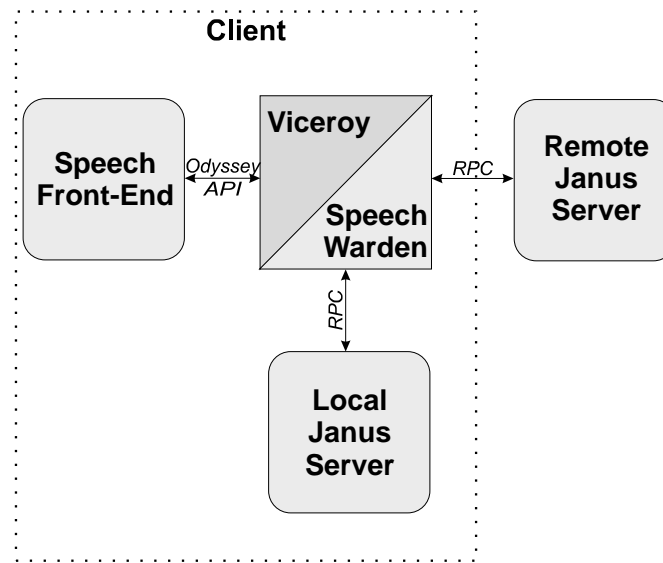 Client
Speech
Front-End
Odyssey
API
Viceroy
Speech
Warden
RPC
Remote
Janus
Server
RPC
Local
Janus
Server